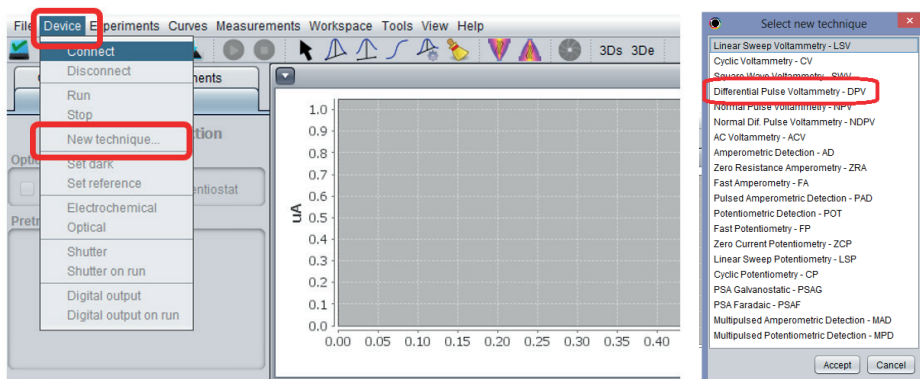 File Device Experiments Curves Measurements Workspace Tools View Help
3Ds 3De
Connect
Disconnect
Run
Stop
New technique...
Set dark
Set reference
Electrochemical
Optical
Shutter
Shutter on run
Digital output
Digital output on run
1.0
0.9
0.8
0.7
0.6
0.5
0.4
0.3
0.2
0.1
0.0
uA
0.00 0.05 0.10 0.15 0.20 0.25 0.30 0.35 0.40
Select new technique
Linear Sweep Voltammetry - LSV
Cyclic Voltammetry - CV
Square Wave Voltammetry - SWV
Differential Pulse Voltammetry - DPV
Normal Pulse Voltammetry - NPV
Normal Dif. Pulse Voltammetry - NDPV
AC Voltammetry - ACV
Amperometric Detection - AD
Zero Resistance Amperometry - ZRA
Fast Amperometry - FA
Pulsed Amperometric Detection - PAD
Potentiometric Detection - POT
Fast Potentiometry - FP
Zero Current Potentiometry - ZCP
Linear Sweep Potentiometry - LSP
Cyclic Potentiometry - CP
PSA Galvanostatic - PSAG
PSA Faradaic - PSAF
Multipulsed Amperometric Detection - MAD
Multipulsed Potentiometric Detection - MPD
Accept Cancel